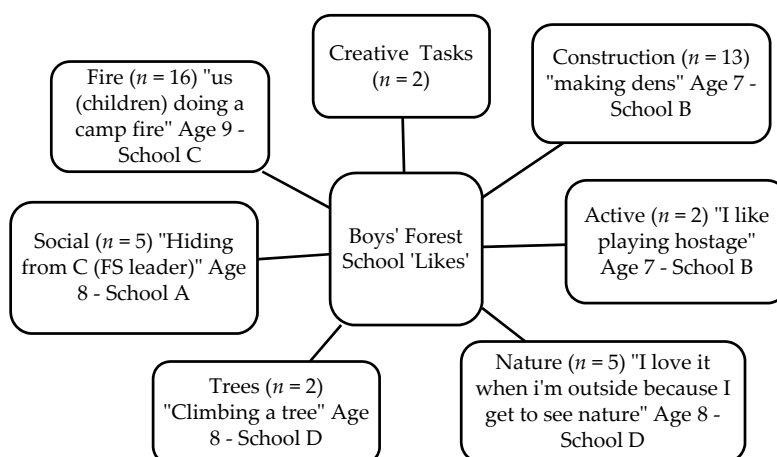 Creative Tasks
(n = 2)
Construction (n = 13)
"making dens" Age 7 -
School B
Active (n = 2) "I like
playing hostage"
Age 7 - School B
Nature (n = 5) "I love it
when i'm outside because I
get to see nature" Age 8 -
School D
Trees (n = 2)
"Climbing a tree" Age
8 - School D
Social (n = 5) "Hiding
from C (FS leader)" Age
8 - School A
Fire (n = 16) "us
(children) doing a
camp fire" Age 9 -
School C
Boys' Forest
School 'Likes'